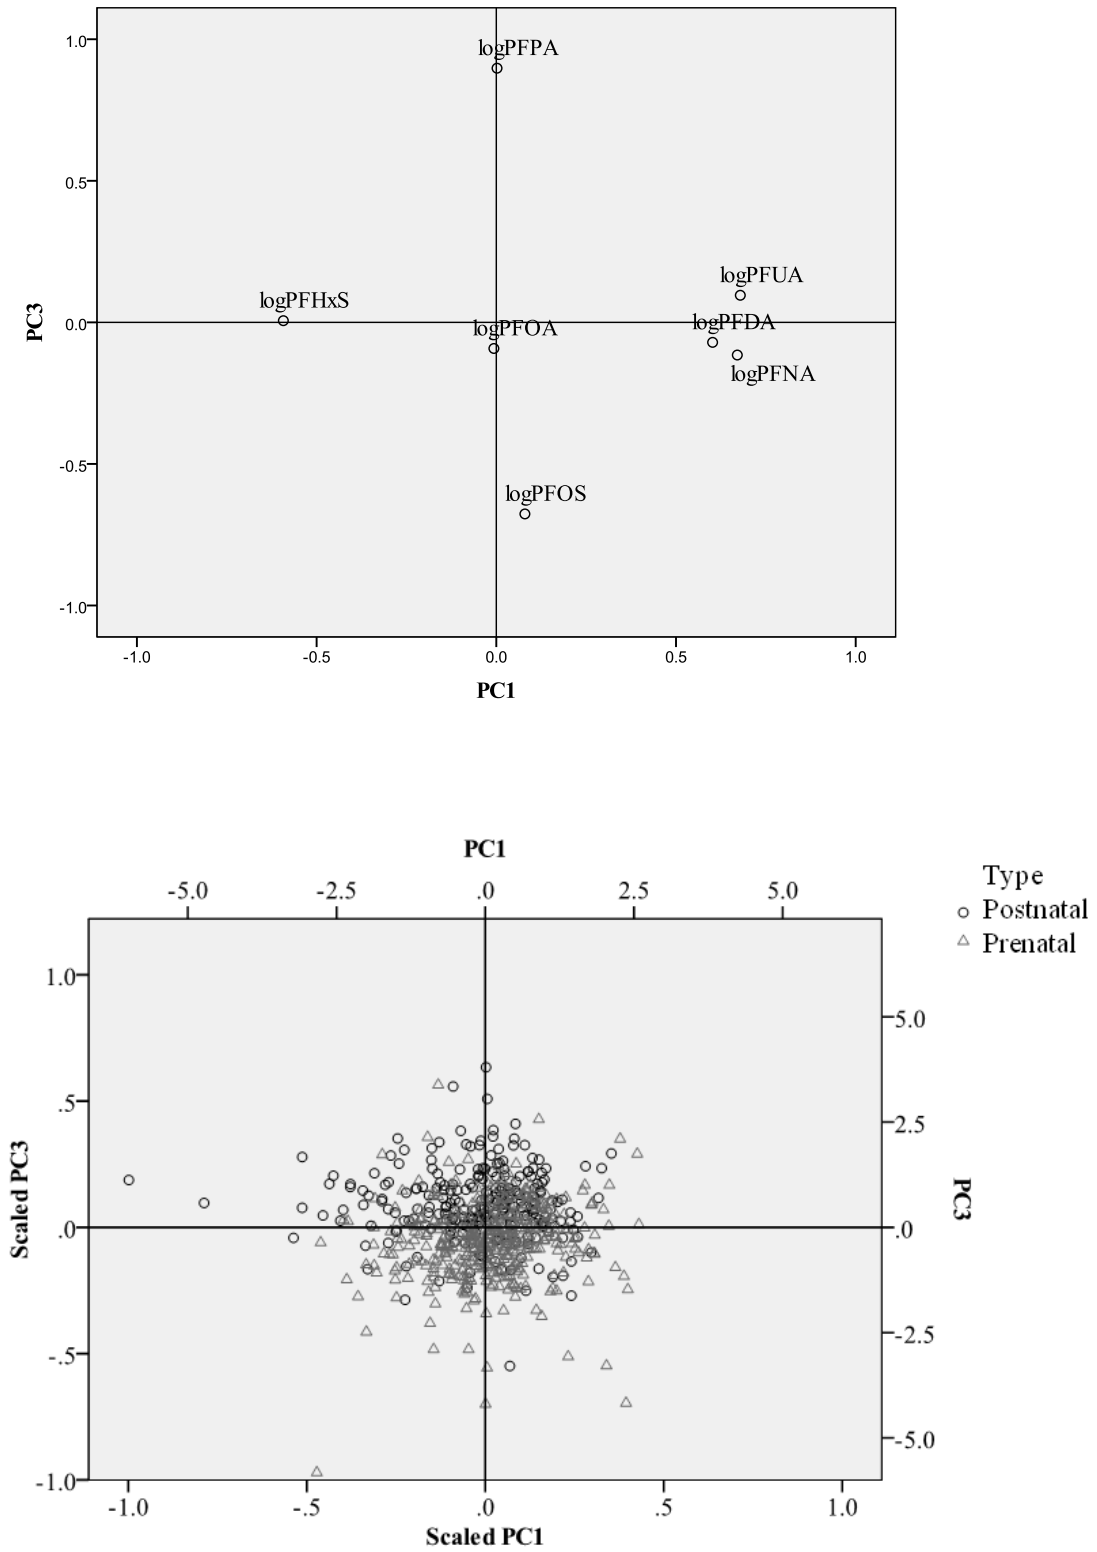 1.0
logPFPA
0.5
logPFUA
logPFHxS
PC3
0.0
logPFOA
logPFDA
logPFNA
-0.5
logPFOS
-1.0
-1.0 -0.5 0.0 0.5 1.0
PC1
PC1
-5.0 -2.5 .0 2.5 5.0
Type
Postnatal
Prenatal
1.0
5.0
.5
2.5
Scaled PC3
.0
.0
PC3
-2.5
-.5
-5.0
-1.0
-1.0 -.5 .0 .5 1.0
Scaled PC1